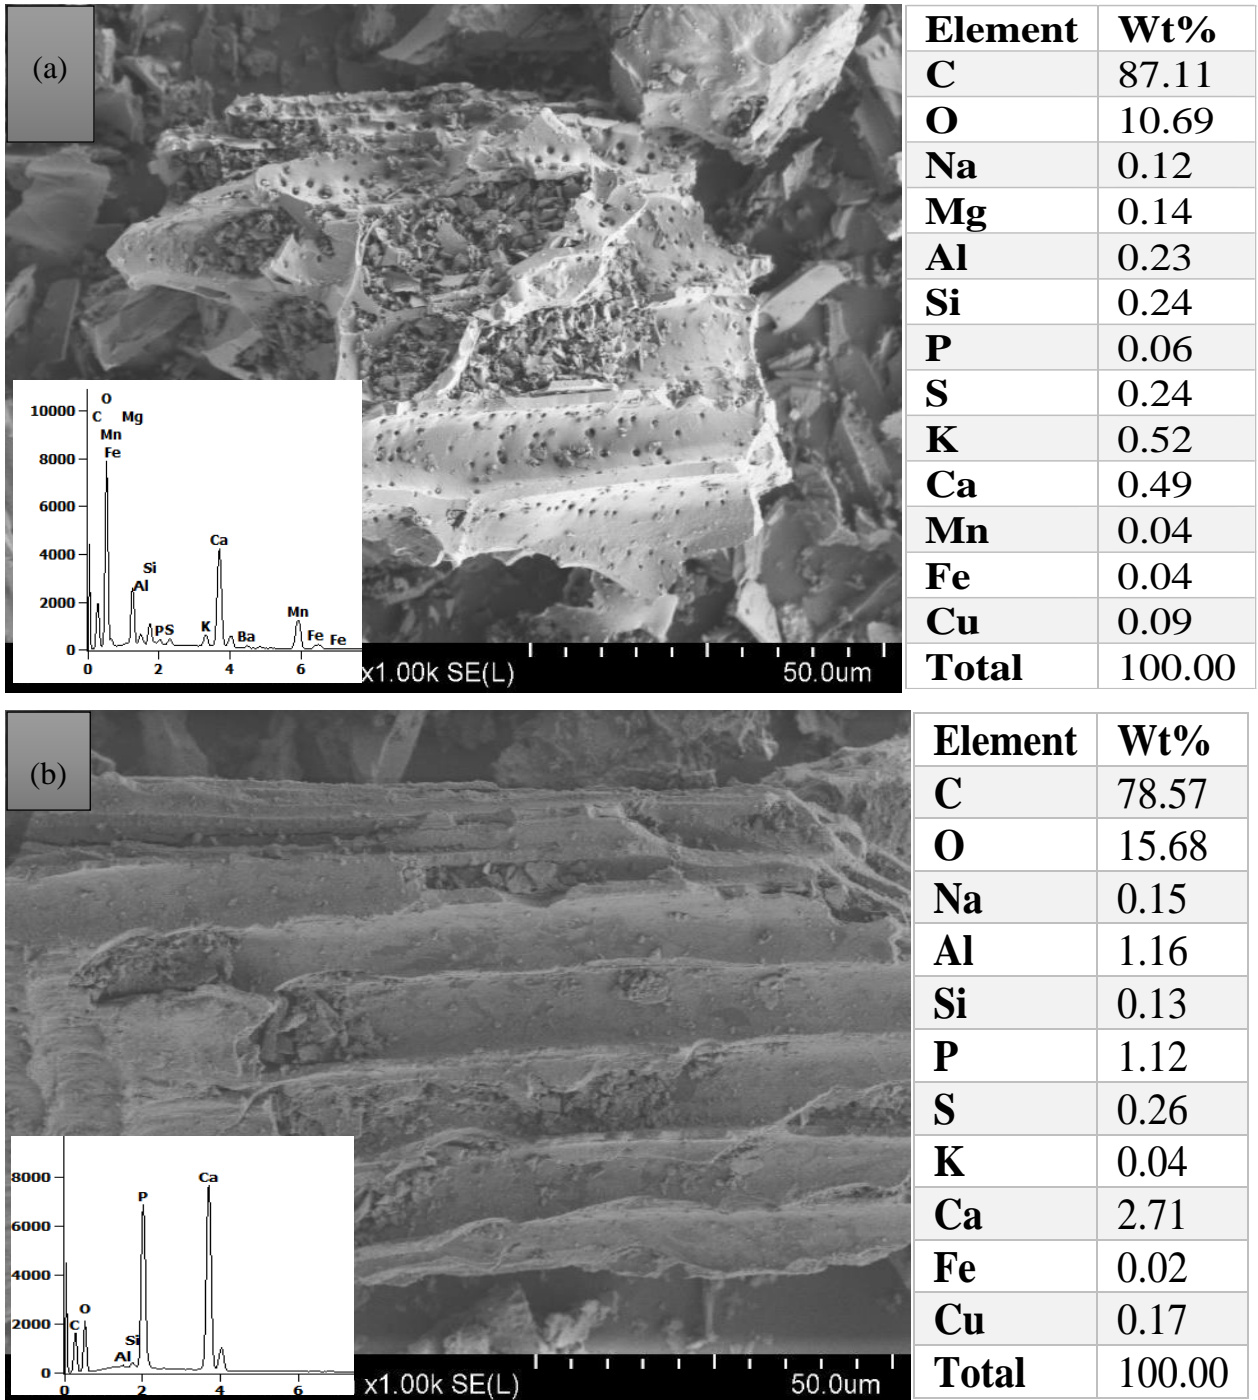 (a)
Element Wt%
C 87.11
O 10.69
Na 0.12
Mg 0.14
Al 0.23
Si 0.24
P 0.06
S 0.24
K 0.52
Ca 0.49
Mn 0.04
Fe 0.04
Cu 0.09
Total 100.00
10000
8000
6000
4000
2000
0
O
C Mg
Mn
Fe
Si
Al
P S
K
Ca
Ba
Mn
Fe Fe
0 2 4 6
x1.00k SE(L) 50.0um
(b)
Element Wt%
C 78.57
O 15.68
Na 0.15
Al 1.16
Si 0.13
P 1.12
S 0.26
K 0.04
Ca 2.71
Fe 0.02
Cu 0.17
Total 100.00
8000
6000
4000
2000
0
C
O
Al
Si
P
Ca
0 2 4 6
x1.00k SE(L) 50.0um